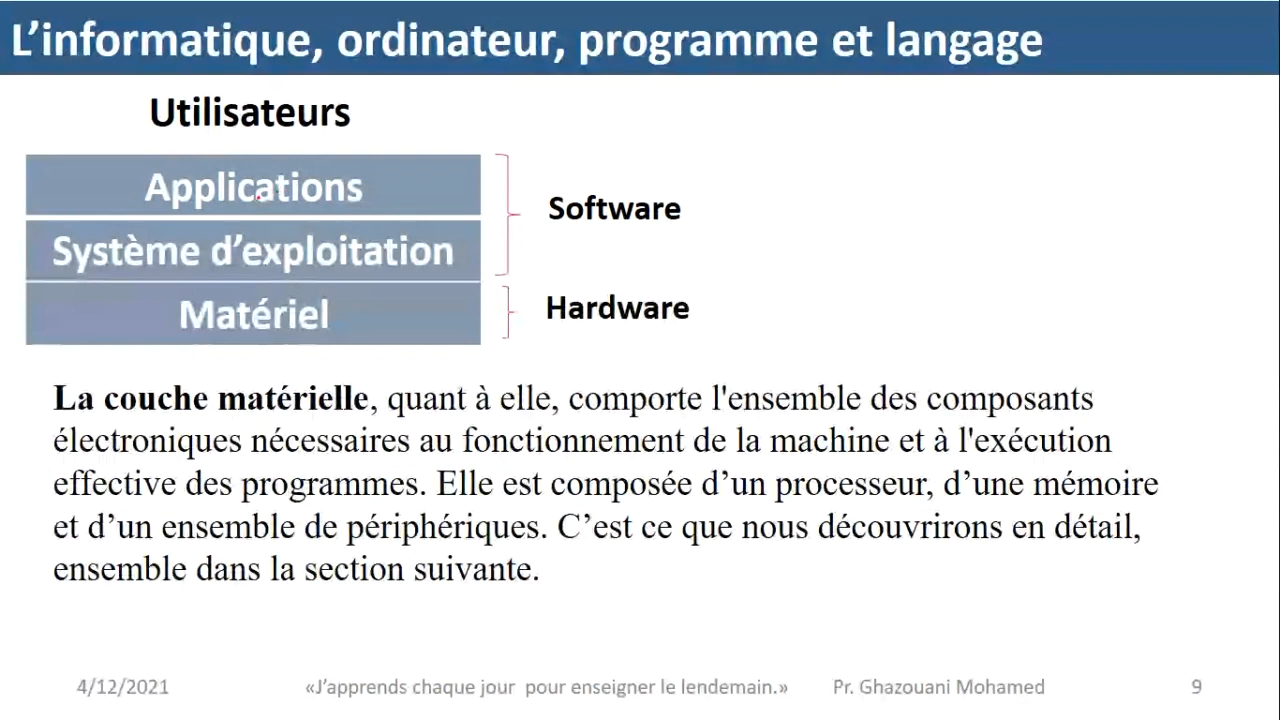 L’informatique, ordinateur, programme et langage
Utilisateurs
Applications
Système d’exploitation
Matériel
Software
Hardware
La couche matérielle, quant à elle, comporte l'ensemble des composants
électroniques nécessaires au fonctionnement de la machine et à l'exécution
effective des programmes. Elle est composée d’un processeur, d’une mémoire
et d’un ensemble de périphériques. C’est ce que nous découvrirons en détail,
ensemble dans la section suivante.
4/12/2021 «J’apprends chaque jour pour enseigner le lendemain.» Pr. Ghazouani Mohamed 9